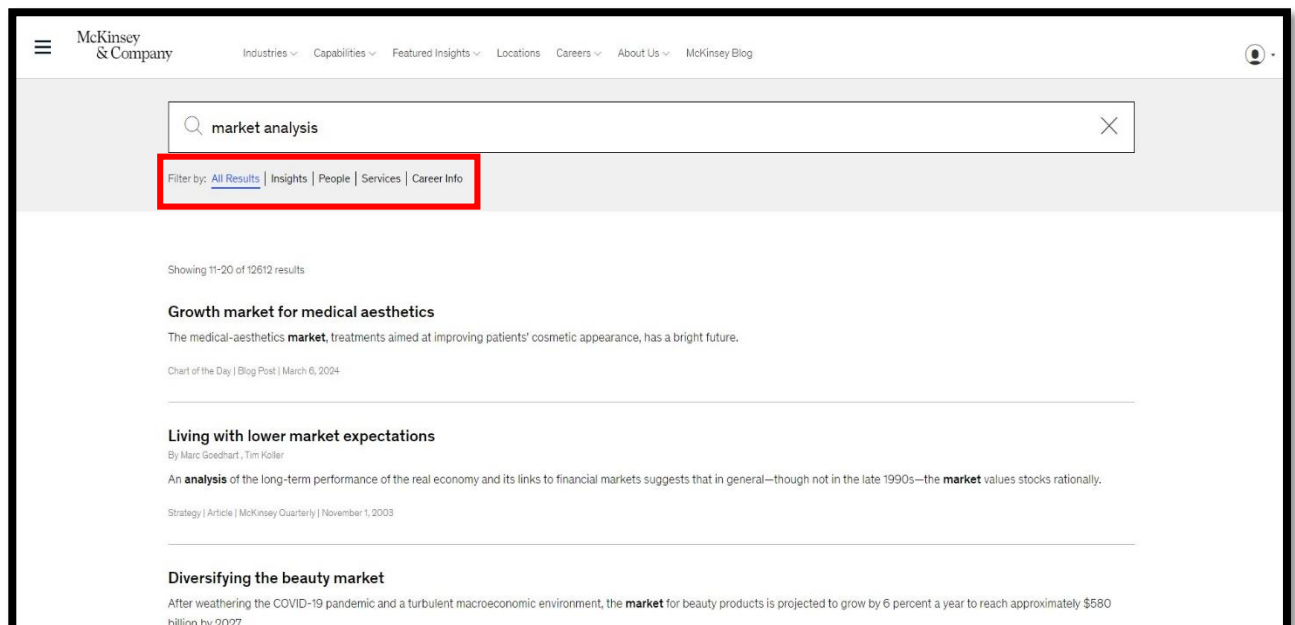 McKinsey
& Company
Industries Capabilities Featured Insights Locations Careers About Us McKinsey Blog
market analysis
Filter by: All Results | Insights | People | Services | Career Info
Showing 11-20 of 12612 results
Growth market for medical aesthetics
The medical-aesthetics market, treatments aimed at improving patients' cosmetic appearance, has a bright future.
Chart of the Day | Blog Post | March 6, 2024
Living with lower market expectations
By Marc Goedhart , Tim Koller
An analysis of the long-term performance of the real economy and its links to financial markets suggests that in general—though not in the late 1990s—the market values stocks rationally.
Strategy | Article | McKinsey Quarterly | November 1, 2003
Diversifying the beauty market
After weathering the COVID-19 pandemic and a turbulent macroeconomic environment, the market for beauty products is projected to grow by 6 percent a year to reach approximately $580
billion by 2027